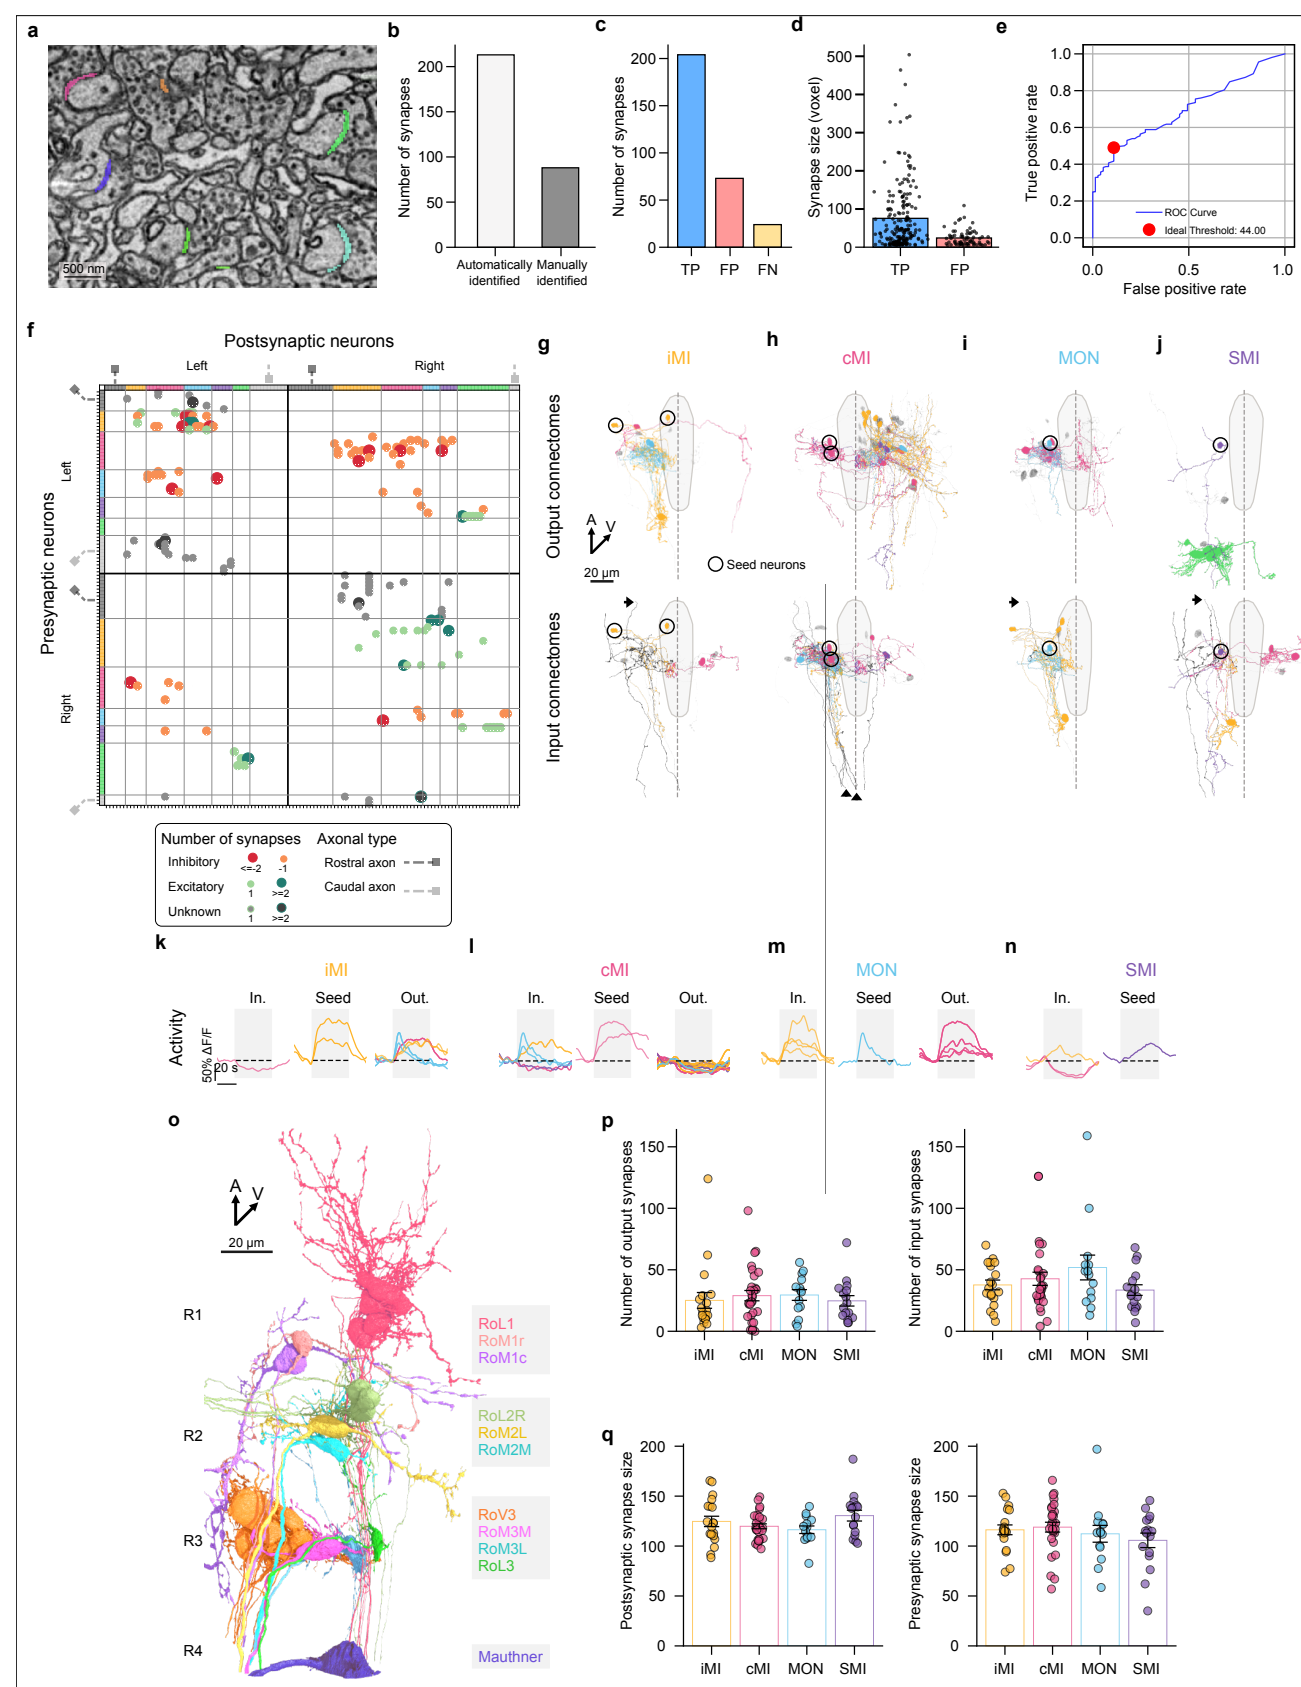 a
500 nm
b
Number of synapses
200
150
100
50
0
Automatically identified
Manually identified
c
Number of synapses
200
150
100
50
0
TP
FP
FN
d
Synapse size (voxel)
500
400
300
200
100
0
TP
FP
e
True positive rate
1.0
0.8
0.6
0.4
0.2
0.0
ROC Curve
Ideal Threshold: 44.00
0.0
0.5
1.0
False positive rate
f
Postsynaptic neurons
Left
Right
Presynaptic neurons
Left
Right
Number of synapses
Axonal type
Inhibitory
<=-2
-1
Rostral axon
Excitatory
1
>=2
Caudal axon
Unknown
1
>=2
g
iMI
h
cMI
i
MON
j
SMI
Output connectomes
A
V
20 µm
Seed neurons
Input connectomes
k
iMI
In.
Seed
Out.
Activity
50% ΔF/F
20 s
l
cMI
In.
Seed
Out.
m
MON
In.
Seed
Out.
n
SMI
In.
Seed
o
A
V
20 µm
R1
RoL1
RoM1r
RoM1c
R2
RoL2R
RoM2L
RoM2M
R3
RoV3
RoM3M
RoM3L
RoL3
R4
Mauthner
p
Number of output synapses
150
100
50
0
iMI
cMI
MON
SMI
Number of input synapses
150
100
50
0
iMI
cMI
MON
SMI
q
Postsynaptic synapse size
200
150
100
50
0
iMI
cMI
MON
SMI
Presynaptic synapse size
200
150
100
50
0
iMI
cMI
MON
SMI